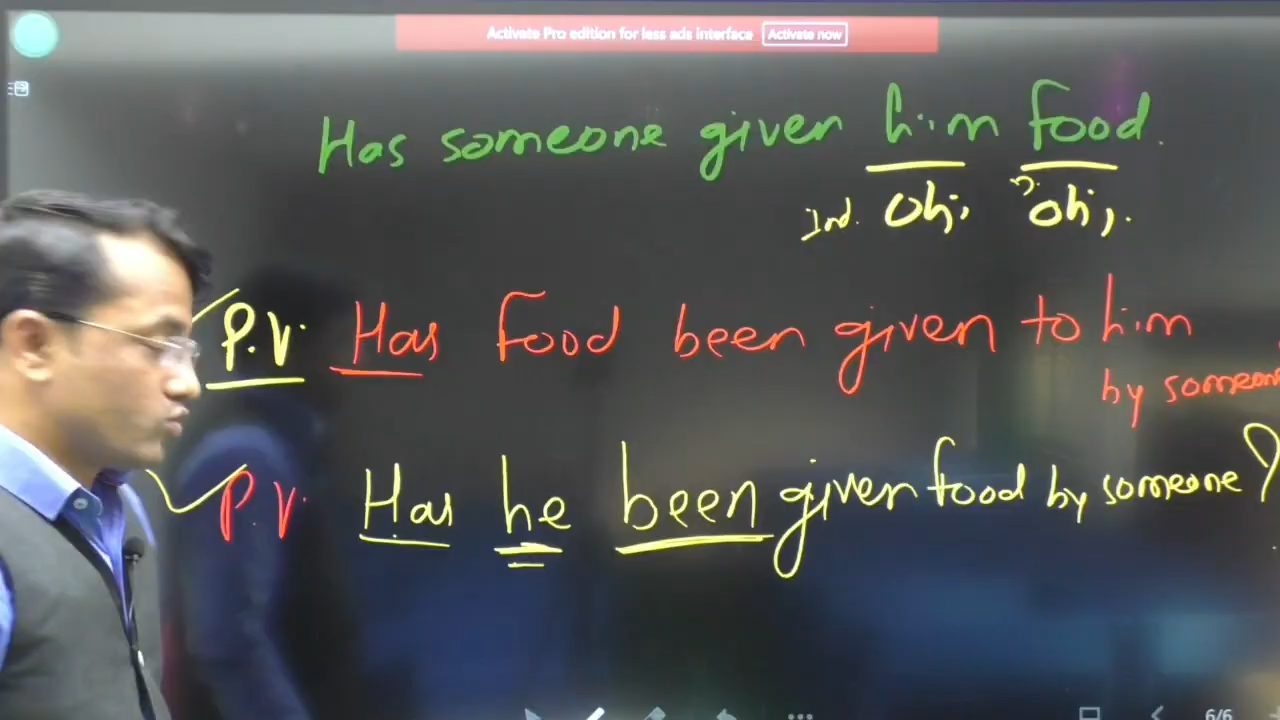 Activate Pro edition for less ads interface Activate now
Has someone given him food.
Ind. Obj. Obj.
P.V. Has Food been given to him
by someone
P.V. Has he been given food by someone?
6/6